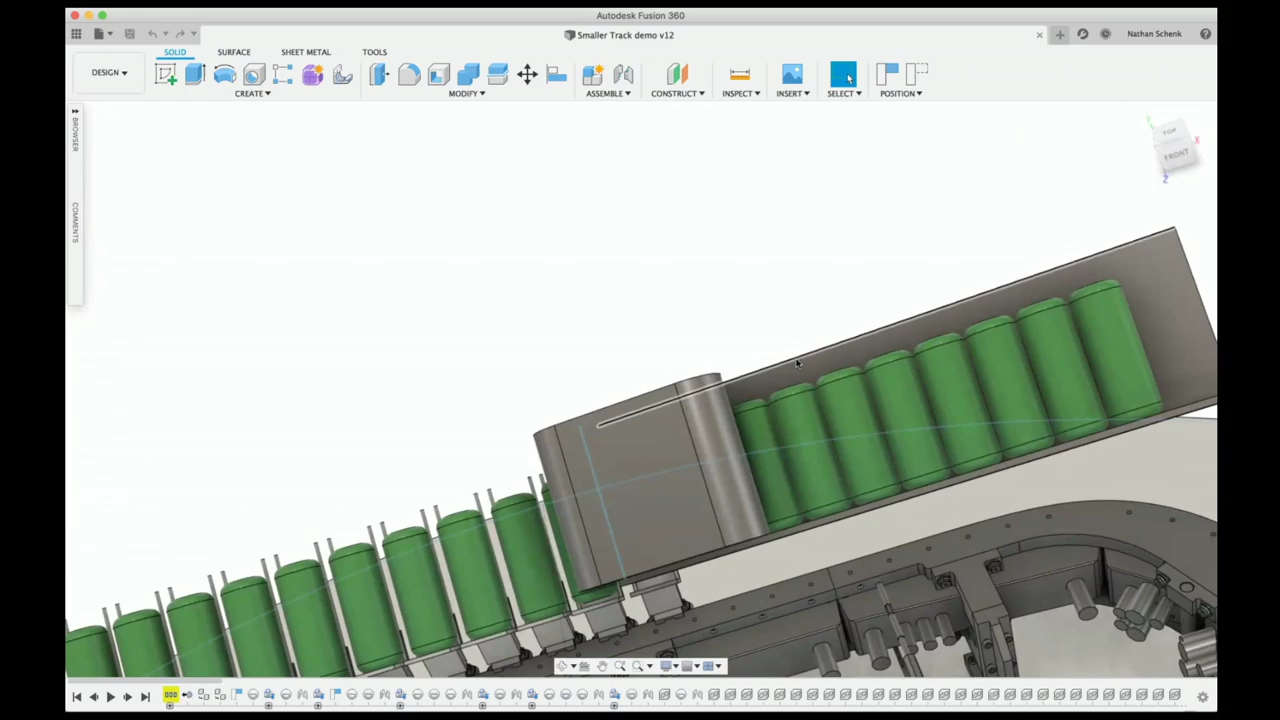 Autodesk Fusion 360
Smaller Track demo v12
Nathan Schenk
SOLID SURFACE SHEET METAL TOOLS
DESIGN
CREATE MODIFY ASSEMBLE CONSTRUCT INSPECT INSERT SELECT POSITION
BROWSER
COMMENTS
TOP
FRONT
X
Z